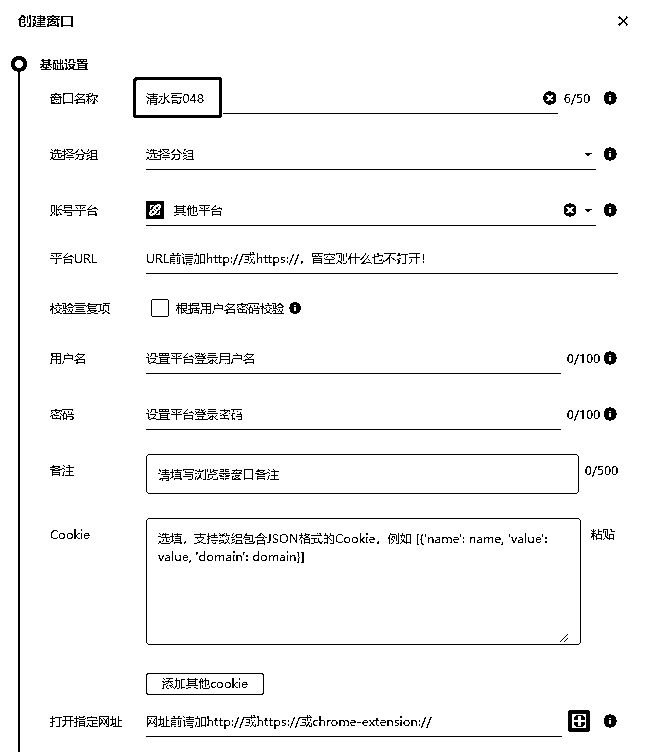 创建窗口
基础设置
窗口名称 清水哥048 6/50
选择分组 选择分组
账号平台 其他平台
平台URL URL前请加http://或https://，留空则什么也不打开!
校验重复项 根据用户名密码校验
用户名 设置平台登录用户名 0/100
密码 设置平台登录密码 0/100
备注 请填写浏览器窗口备注 0/500
Cookie 选填，支持数组包含JSON格式的Cookie，例如 [{'name': name, 'value': 粘贴
value, 'domain': domain}]
添加其他cookie
打开指定网址 网址前请加http://或https://或chrome-extension://